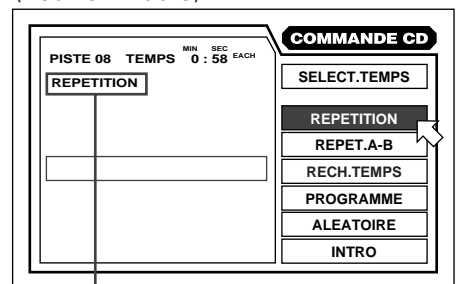 COMMANDE CD
MIN SEC
PISTE 08 TEMPS 0 : 58 EACH
REPETITION
SELECT.TEMPS
REPETITION
REPET.A-B
RECH.TEMPS
PROGRAMME
ALEATOIRE
INTRO